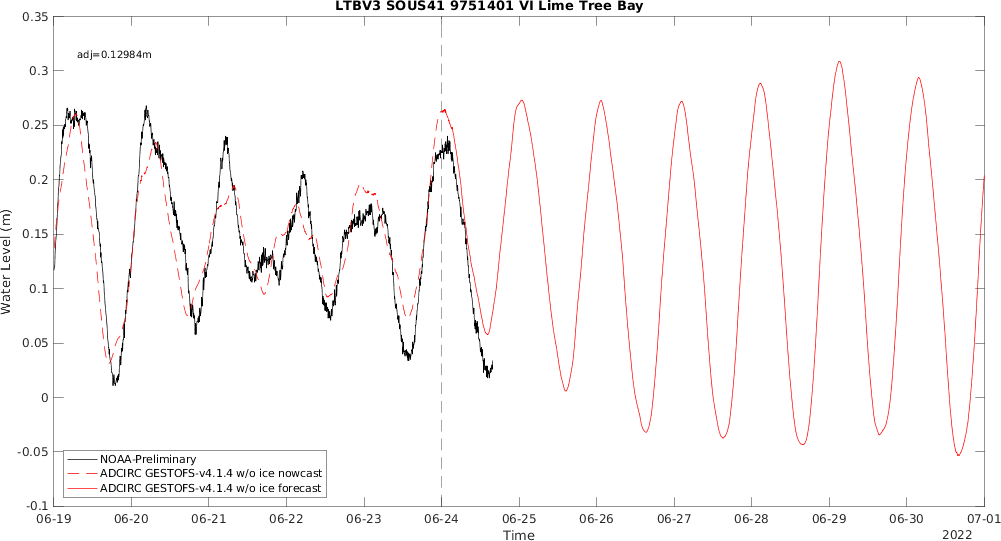 LTBV3 SOUS41 9751401 VI Lime Tree Bay
adj=0.12984m
Water Level (m)
0.35
0.3
0.25
0.2
0.15
0.1
0.05
0
-0.05
-0.1
NOAA-Preliminary
ADCIRC GESTOFS-v4.1.4 w/o ice nowcast
ADCIRC GESTOFS-v4.1.4 w/o ice forecast
06-19 06-20 06-21 06-22 06-23 06-24 06-25 06-26 06-27 06-28 06-29 06-30 07-01
Time
2022